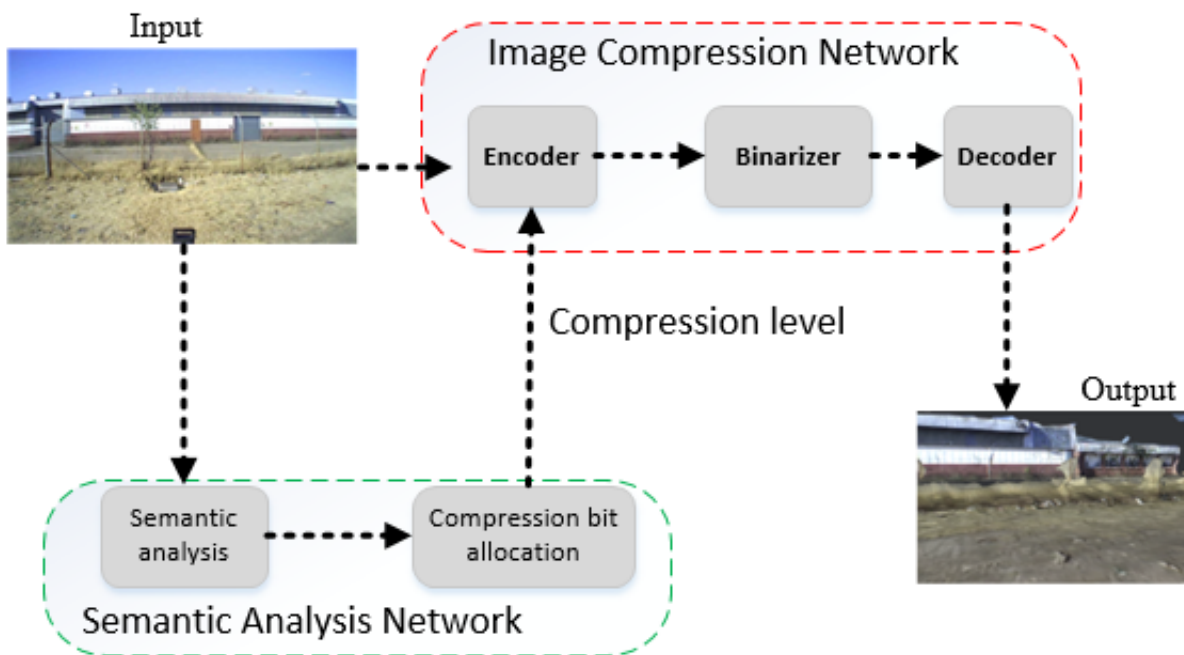 Input
Image Compression Network
Encoder
Binarizer
Decoder
Compression level
Output
Semantic
analysis
Compression bit
allocation
Semantic Analysis Network